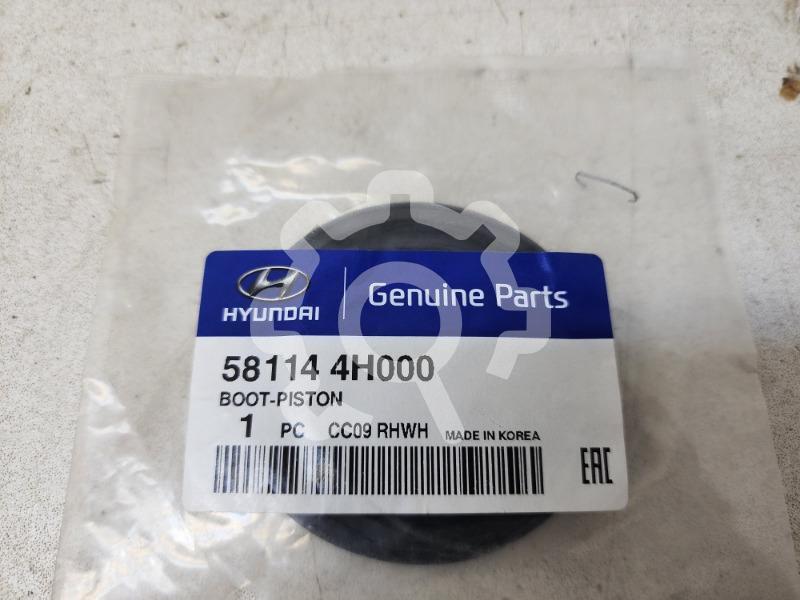 HYUNDAI
Genuine Parts
58114 4H000
BOOT-PISTON
1 PC CC09 RHWH MADE IN KOREA
EAC